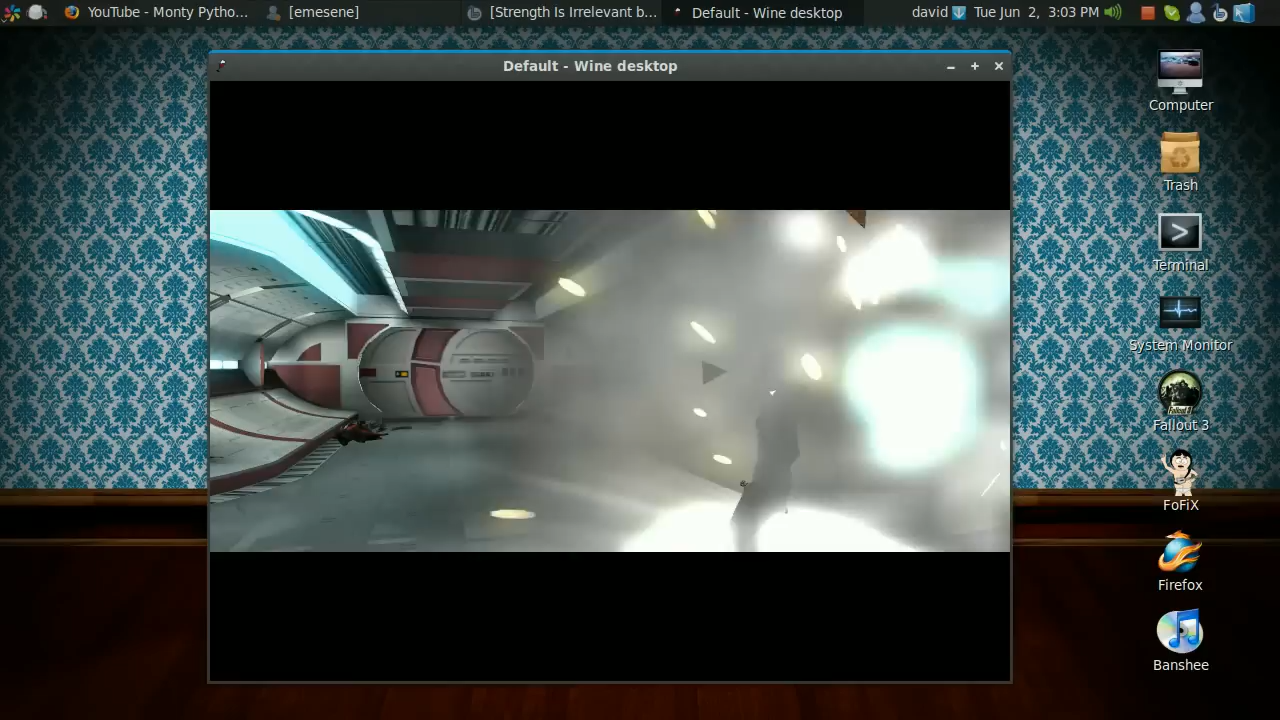 YouTube - Monty Pytho...
[emesene]
[Strength Is Irrelevant b...
Default - Wine desktop
david
Tue Jun 2, 3:03 PM
Default - Wine desktop
Computer
Trash
Terminal
System Monitor
Fallout 3
FoFiX
Firefox
Banshee